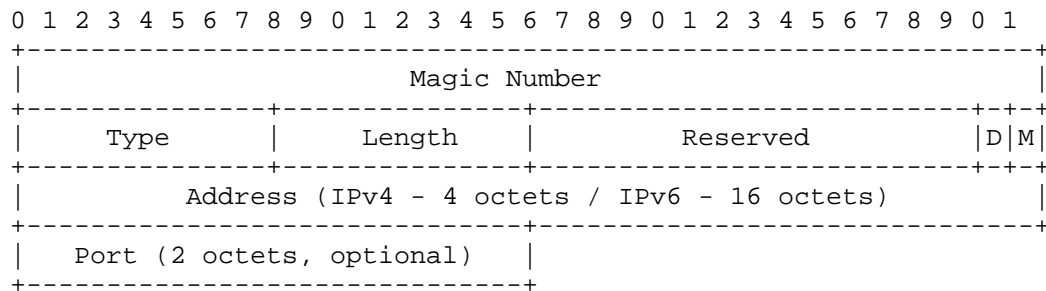 0 1 2 3 4 5 6 7 8 9 0 1 2 3 4 5 6 7 8 9 0 1 2 3 4 5 6 7 8 9 0 1
+---------------------------------------------------------------+
|                        Magic Number                           |
+---------------+---------------+---------------------------+-+-+
|     Type      |     Length    |         Reserved          |D|M|
+---------------+---------------+---------------------------+-+-+
|          Address (IPv4 - 4 octets / IPv6 - 16 octets)         |
+-------------------------------+-------------------------------+
|   Port (2 octets, optional)   |
+-------------------------------+